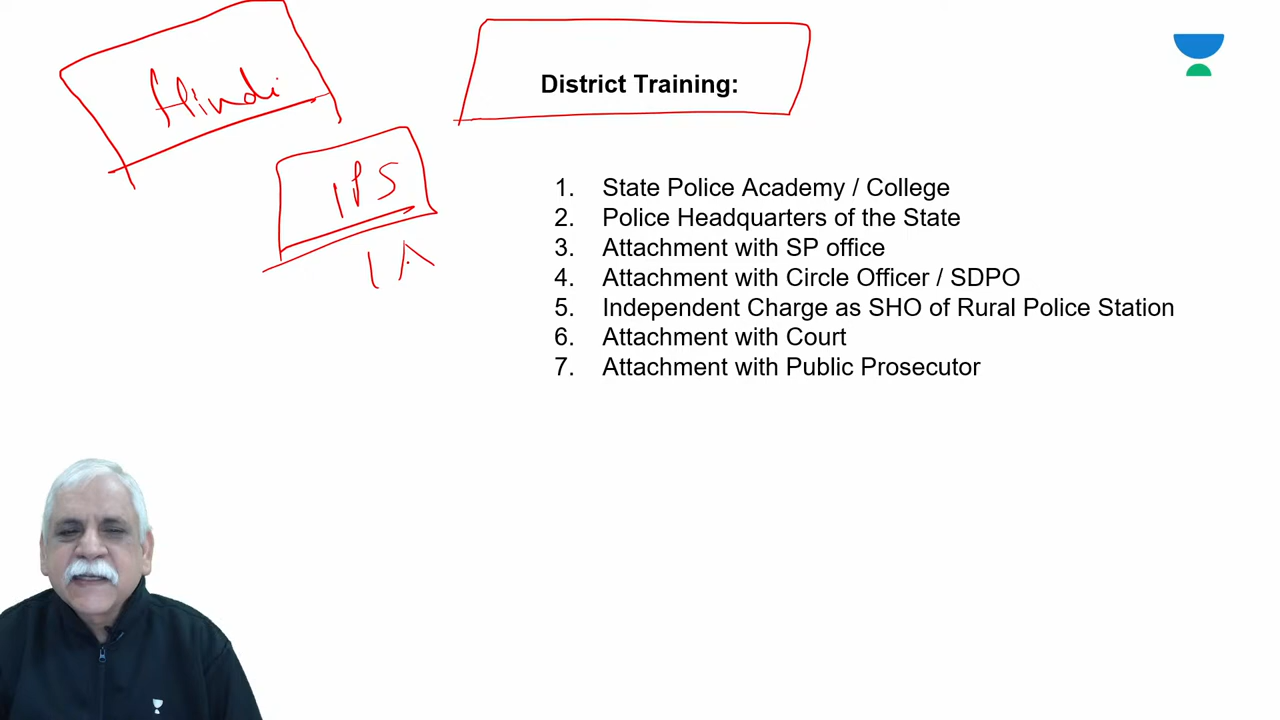 Hindi
District Training:
IPS
IA
1. State Police Academy / College
2. Police Headquarters of the State
3. Attachment with SP office
4. Attachment with Circle Officer / SDPO
5. Independent Charge as SHO of Rural Police Station
6. Attachment with Court
7. Attachment with Public Prosecutor